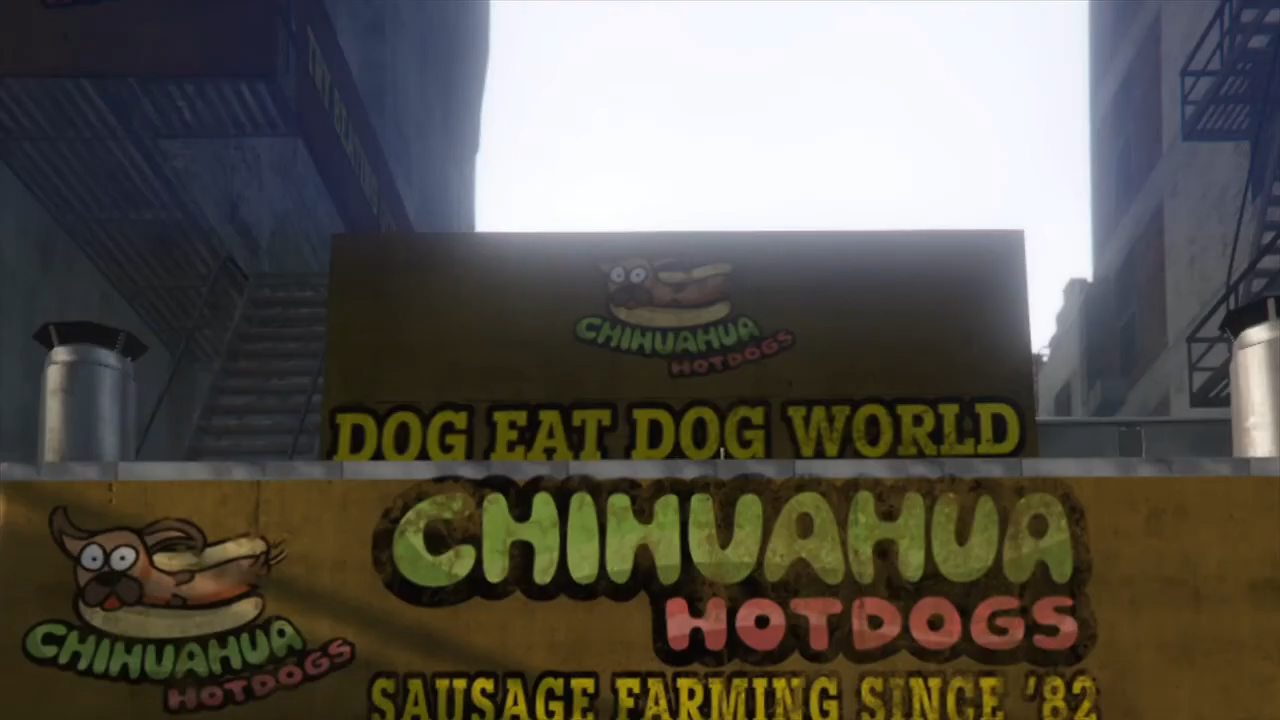 CHIHUAHUA
HOTDOGS
DOG EAT DOG WORLD
CHIHUAHUA
HOTDOGS
CHIHUAHUA
HOTDOGS
SAUSAGE FARMING SINCE '82